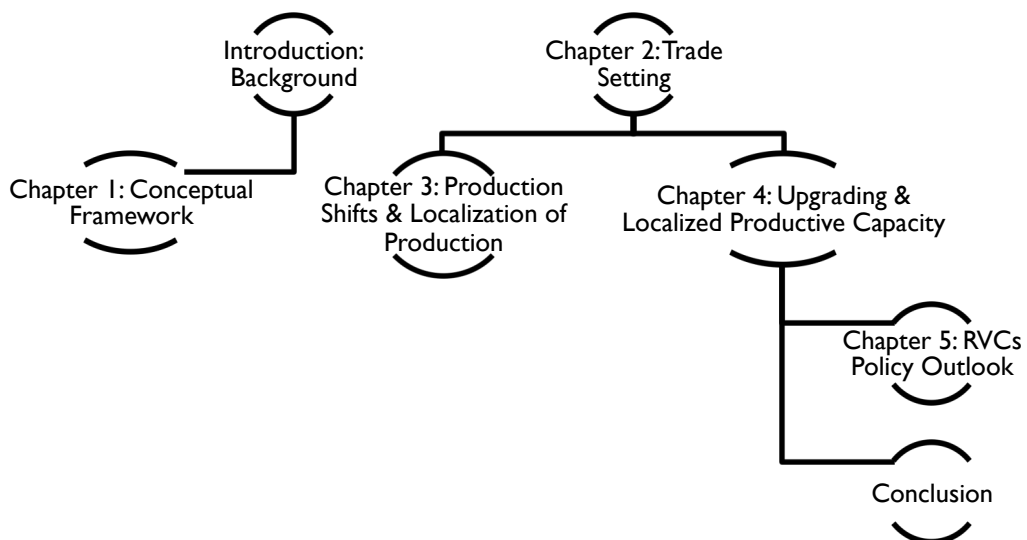 Introduction:
Background
Chapter 2: Trade
Setting
Chapter 1: Conceptual
Framework
Chapter 3: Production
Shifts & Localization of
Production
Chapter 4: Upgrading &
Localized Productive Capacity
Chapter 5: RVCs
Policy Outlook
Conclusion